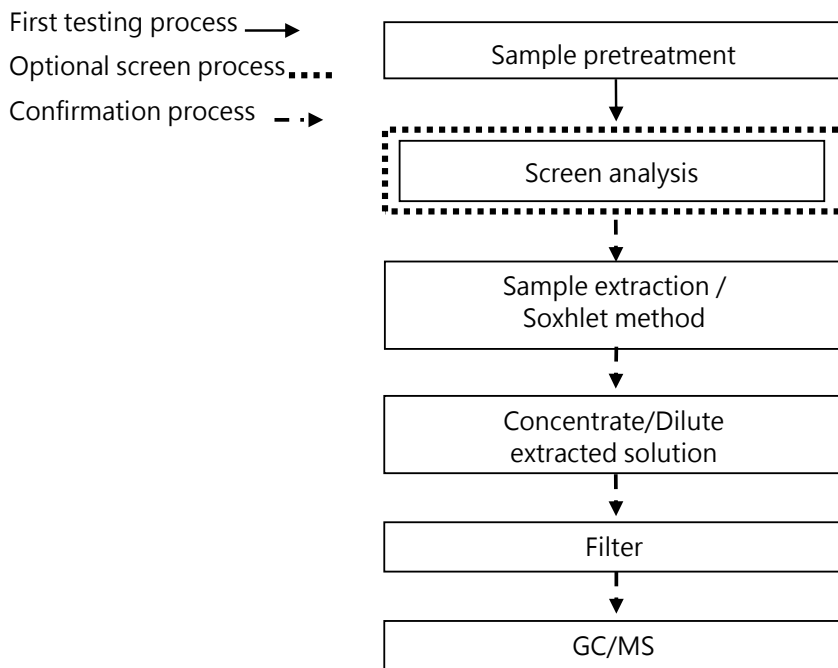 First testing process
Optional screen process
Confirmation process
Sample pretreatment
Screen analysis
Sample extraction /
Soxhlet method
Concentrate/Dilute
extracted solution
Filter
GC/MS